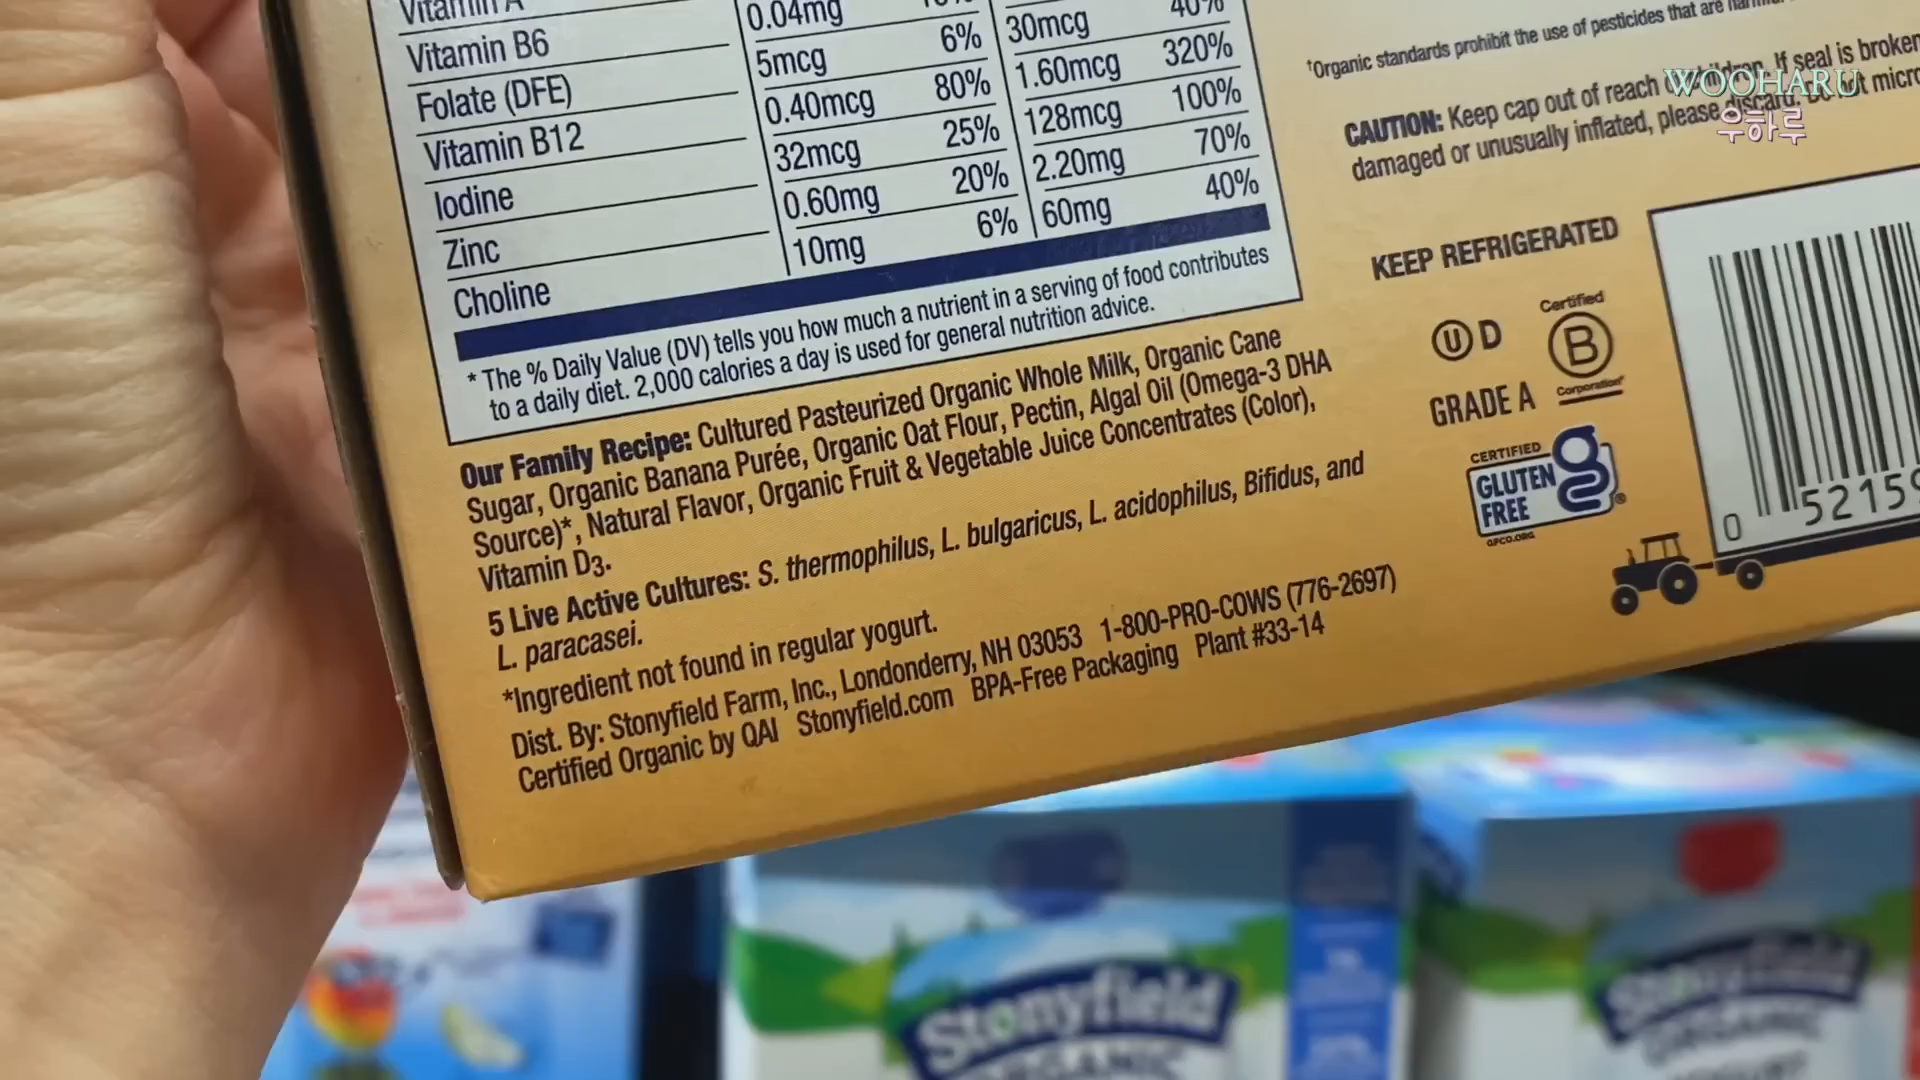 Vitamin B6 0.04mg
Folate (DFE) 5mcg 6% 30mcg 40%
Vitamin B12 0.40mcg 80% 1.60mcg 320%
Iodine 32mcg 25% 128mcg 100%
Zinc 0.60mg 20% 2.20mg 70%
Choline 10mg 6% 60mg 40%
* The % Daily Value (DV) tells you how much a nutrient in a serving of food contributes
to a daily diet. 2,000 calories a day is used for general nutrition advice.
Our Family Recipe: Cultured Pasteurized Organic Whole Milk, Organic Cane
Sugar, Organic Banana Purée, Organic Oat Flour, Pectin, Algal Oil (Omega-3 DHA
Source)*, Natural Flavor, Organic Fruit & Vegetable Juice Concentrates (Color),
Vitamin D3.
5 Live Active Cultures: S. thermophilus, L. bulgaricus, L. acidophilus, Bifidus, and
L. paracasei.
*Ingredient not found in regular yogurt.
Dist. By: Stonyfield Farm, Inc., Londonderry, NH 03053 1-800-PRO-COWS (776-2697)
Certified Organic by QAI Stonyfield.com BPA-Free Packaging Plant #33-14
†Organic standards prohibit the use of pesticides that are
CAUTION: Keep cap out of reach If seal is broken
damaged or unusually inflated, please discard.
WOOHARU
우하루
KEEP REFRIGERATED
U D
Certified
B
Corporation
GRADE A
CERTIFIED
GLUTEN
FREE
g
®
GFCO.ORG
0 5215
Stonyfield
ORGANIC
Stonyfield
ORGANIC